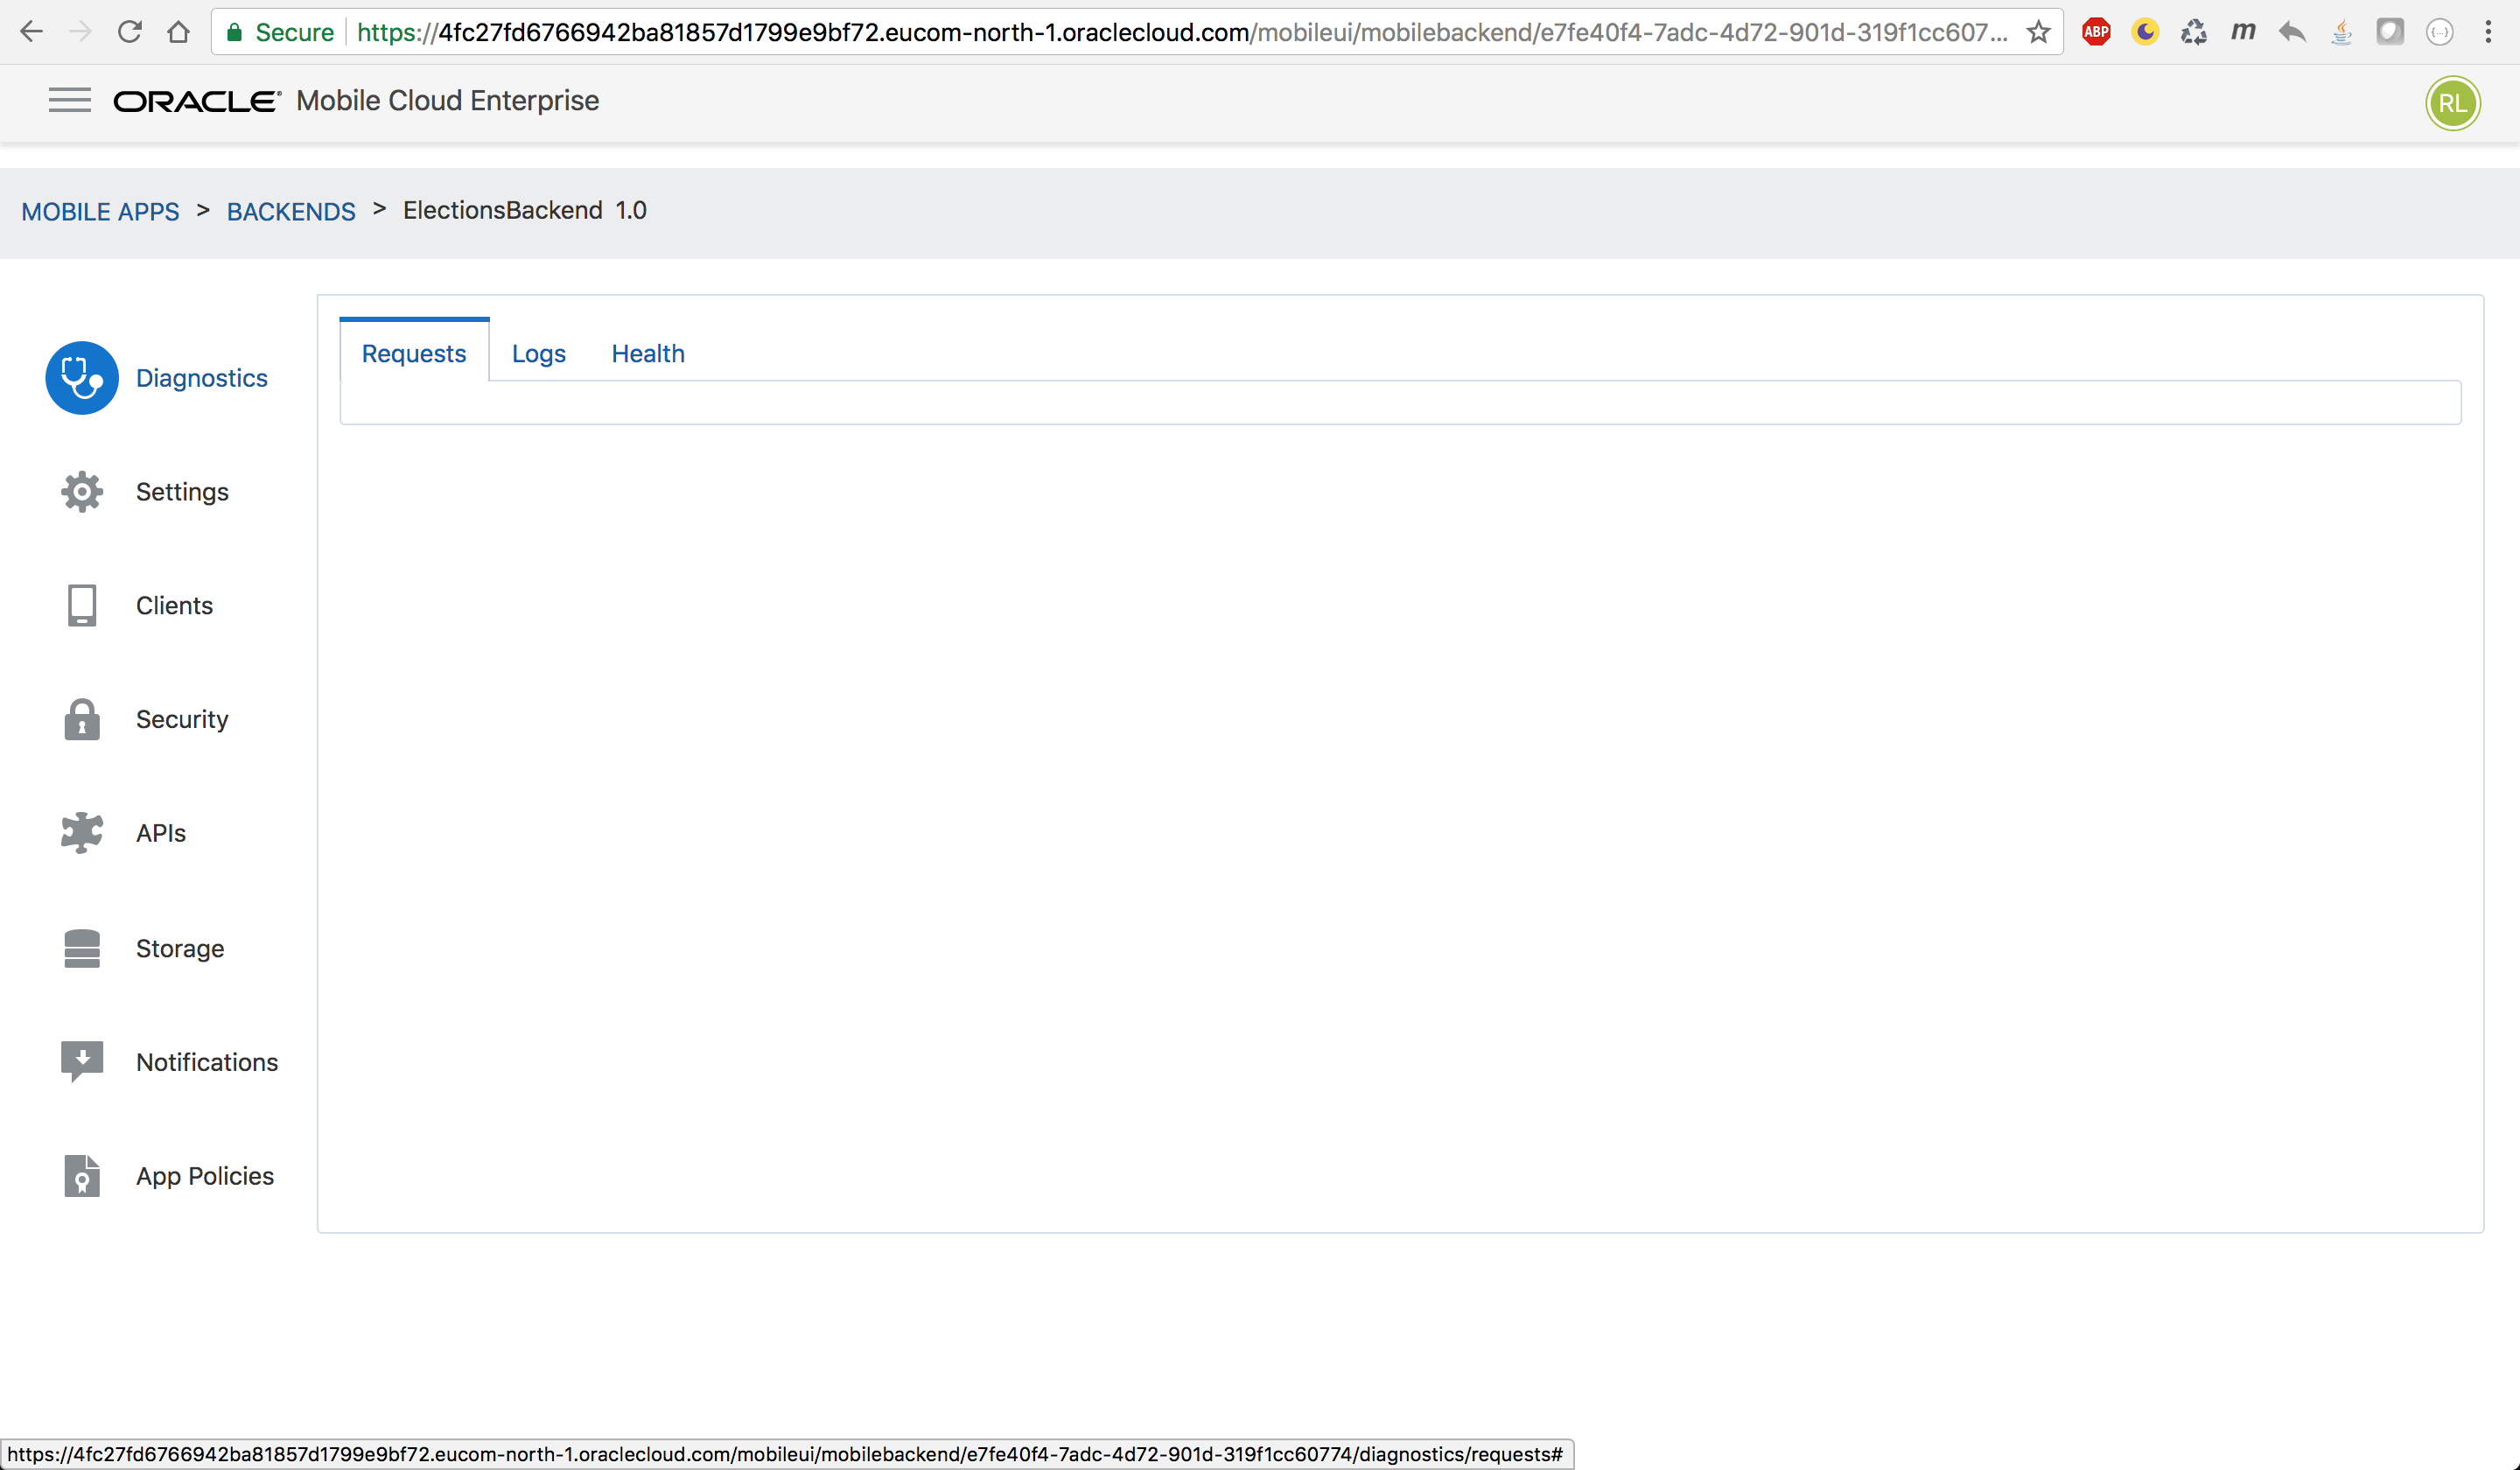 Secure https://4fc27fd6766942ba81857d1799e9bf72.eucom-north-1.oraclecloud.com/mobileui/mobilebackend/e7fe40f4-7adc-4d72-901d-319f1cc607... ABP m {...}
ORACLE® Mobile Cloud Enterprise RL
MOBILE APPS > BACKENDS > ElectionsBackend 1.0
Requests Logs Health
Diagnostics
Settings
Clients
Security
APIs
Storage
Notifications
App Policies
https://4fc27fd6766942ba81857d1799e9bf72.eucom-north-1.oraclecloud.com/mobileui/mobilebackend/e7fe40f4-7adc-4d72-901d-319f1cc60774/diagnostics/requests#